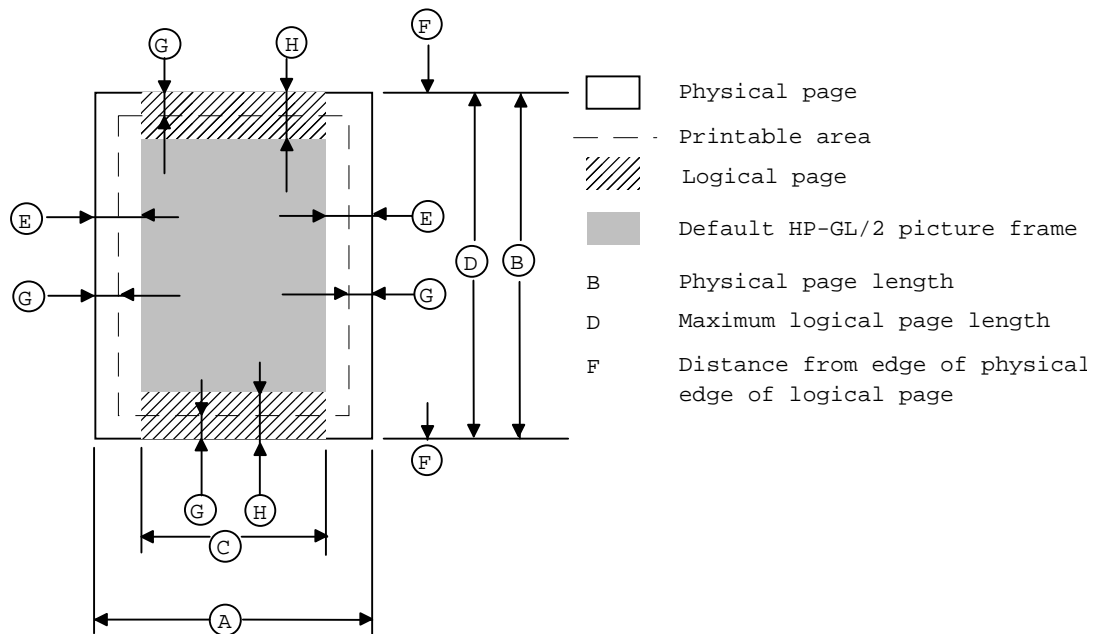 F
G
H
Physical page
Printable area
Logical page
E
E
Default HP-GL/2 picture frame
D
B
G
G
B Physical page length
D Maximum logical page length
F Distance from edge of physical
edge of logical page
F
G
H
C
A